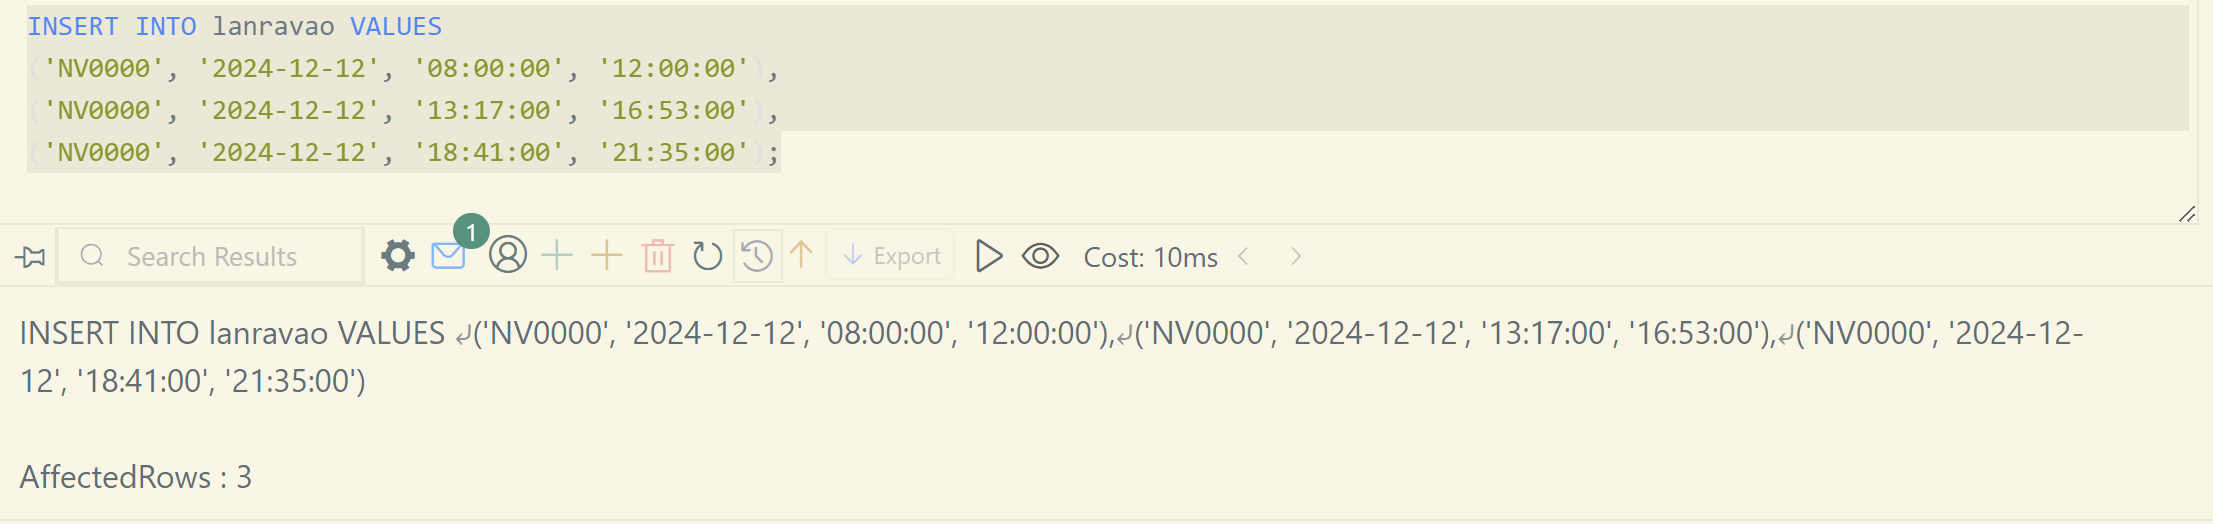 INSERT INTO lanravao VALUES
('NV0000', '2024-12-12', '08:00:00', '12:00:00'),
('NV0000', '2024-12-12', '13:17:00', '16:53:00'),
('NV0000', '2024-12-12', '18:41:00', '21:35:00');
Search Results 1 Export Cost: 10ms
INSERT INTO lanravao VALUES ↲('NV0000', '2024-12-12', '08:00:00', '12:00:00'),↲('NV0000', '2024-12-12', '13:17:00', '16:53:00'),↲('NV0000', '2024-12-
12', '18:41:00', '21:35:00')
AffectedRows : 3